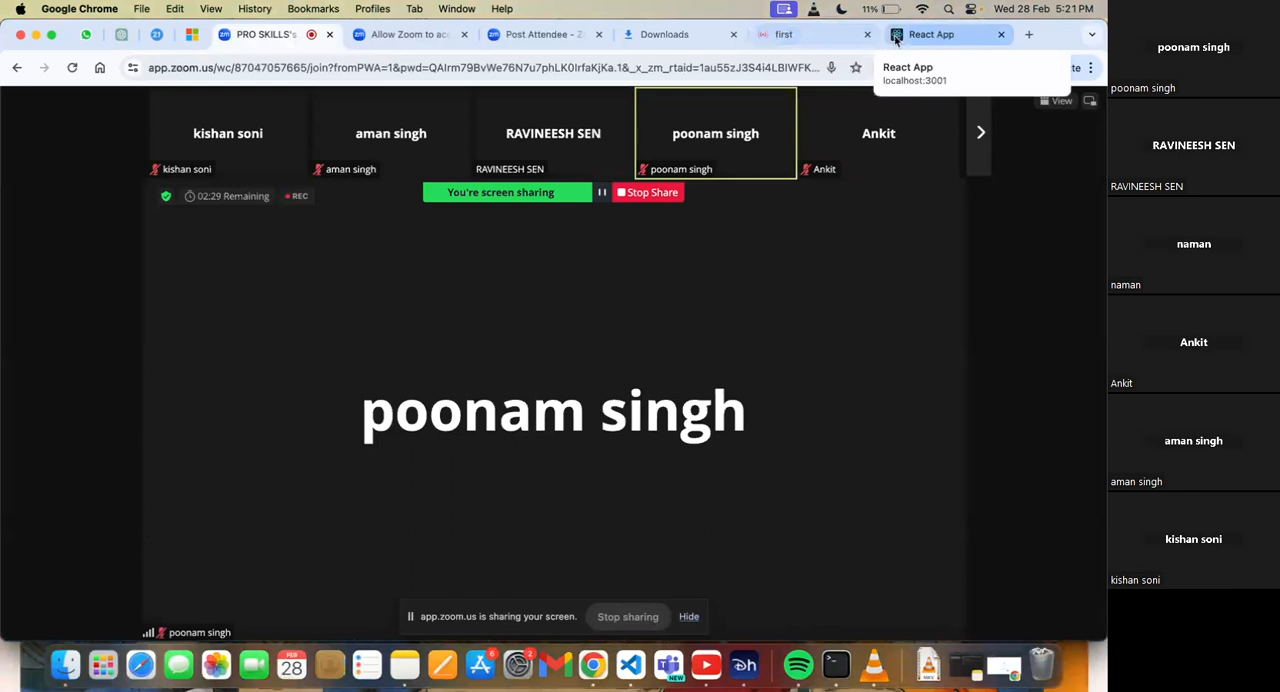 Google Chrome File Edit View History Bookmarks Profiles Tab Window Help
11% Wed 28 Feb 5:21 PM
PRO SKILLS's
Allow Zoom to acc
Post Attendee - Z
Downloads
first
React App
app.zoom.us/wc/87047057665/join?fromPWA=1&pwd=QAIrm79BvWe76N7u7phLK0IrfaKjKa.1&_x_zm_rtaid=1au55zJ3S4i4LBIWFK...
React App
localhost:3001
View
kishan soni
aman singh
RAVINEESH SEN
poonam singh
Ankit
kishan soni
aman singh
RAVINEESH SEN
poonam singh
Ankit
02:29 Remaining
REC
You're screen sharing
Stop Share
poonam singh
app.zoom.us is sharing your screen.
Stop sharing
Hide
poonam singh
poonam singh
poonam singh
RAVINEESH SEN
RAVINEESH SEN
naman
naman
Ankit
Ankit
aman singh
aman singh
kishan soni
kishan soni
FEB
28
6
2
NEW